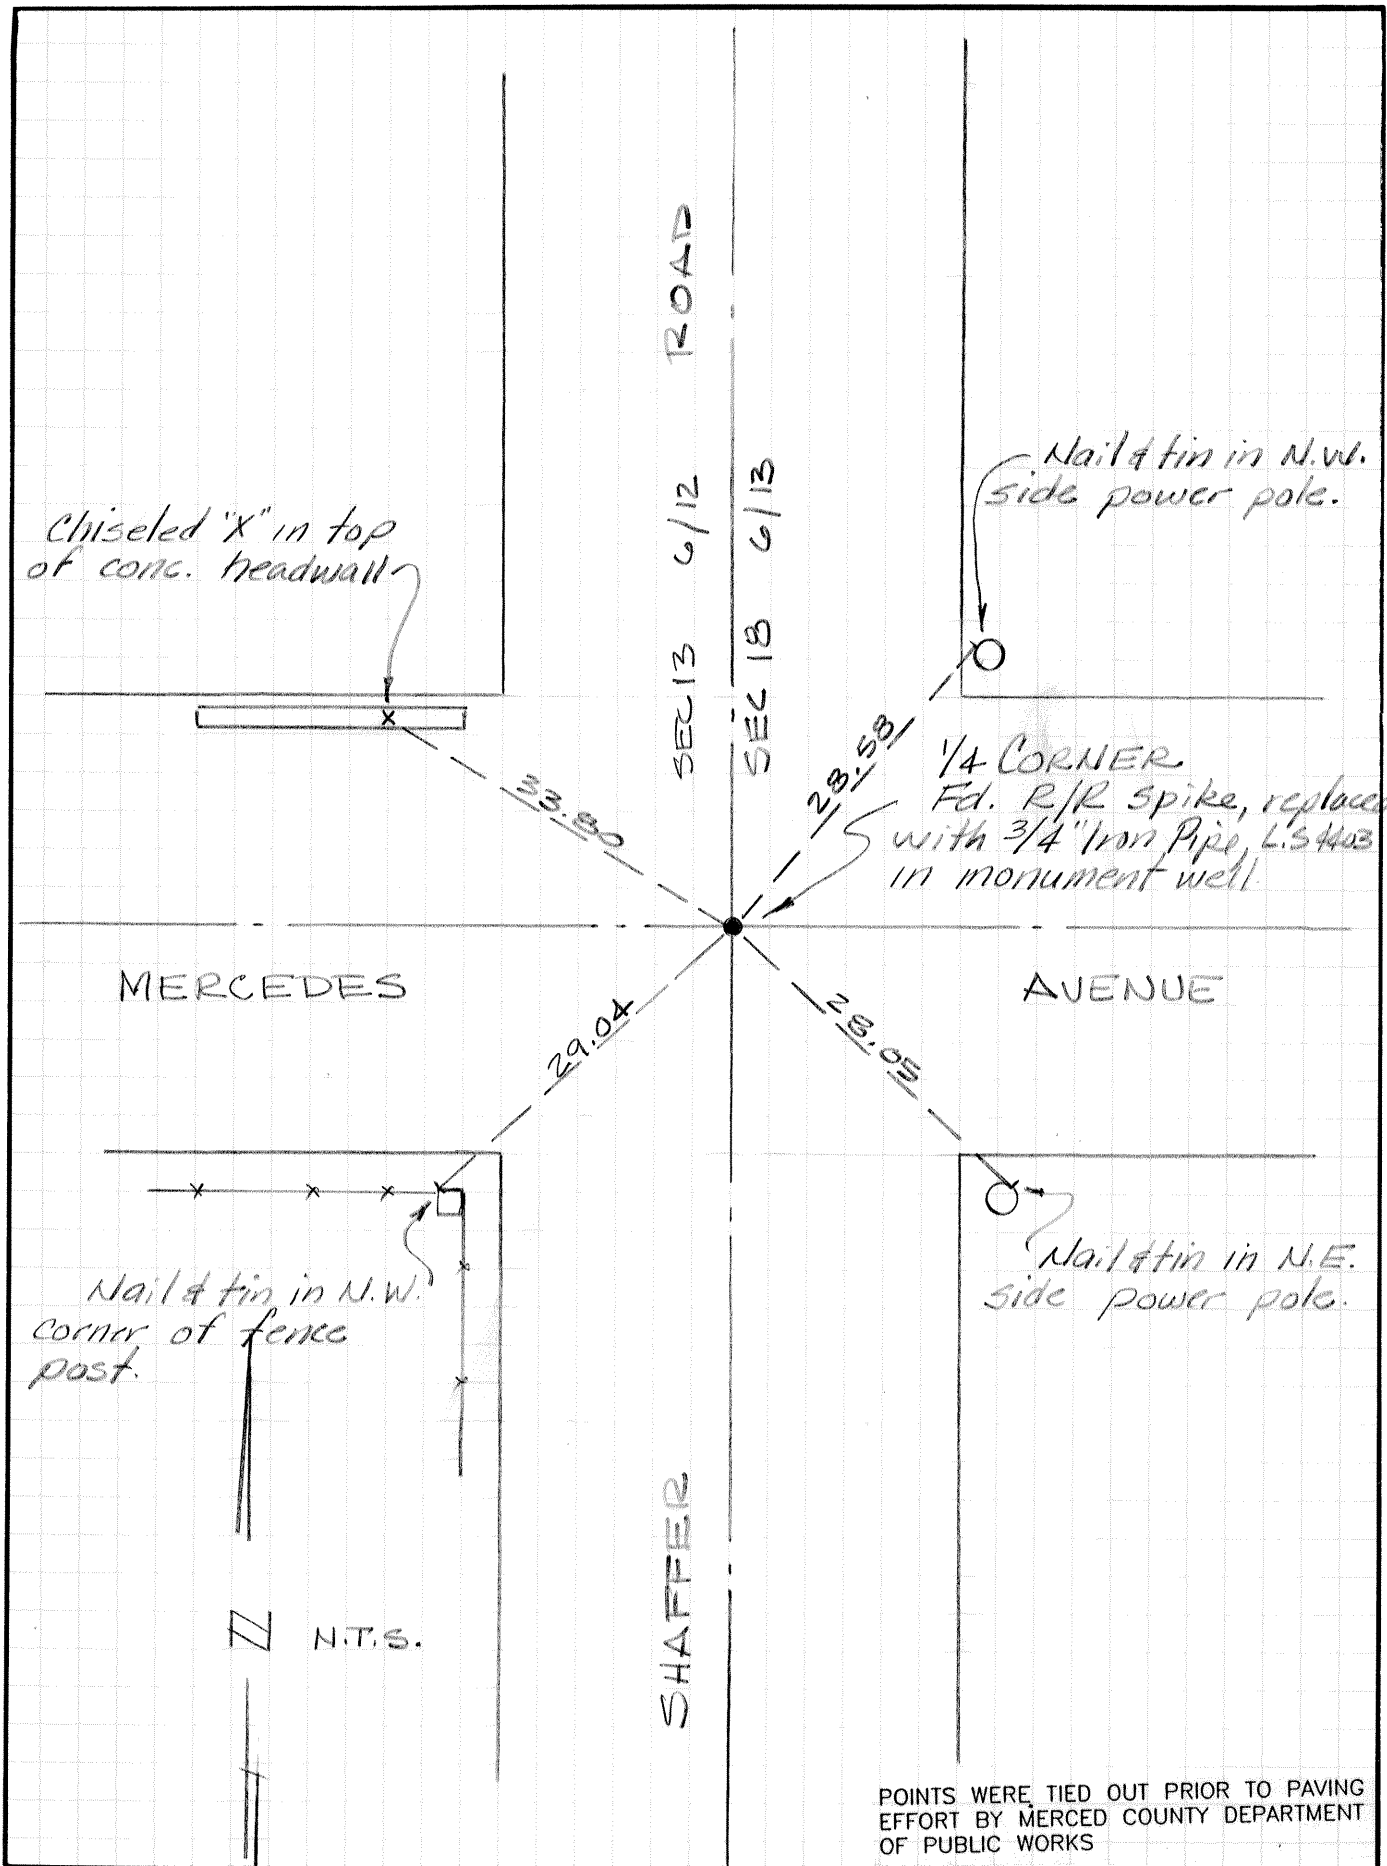 ROAD
SEC 13 6/12
SEC 18 6/13
Chiseled "X" in top
of conc. headwall
Nail & tin in N.W.
side power pole.
33.80
28.58
1/4 CORNER
Fd. R/R spike, replaced
with 3/4" Iron Pipe, L.S 4403
in monument well.
MERCEDES
AVENUE
29.04
28.05
Nail & tin in N.W.
corner of fence
post.
Nail & tin in N.E.
side power pole.
SHAFFER
N N.T.S.
POINTS WERE TIED OUT PRIOR TO PAVING
EFFORT BY MERCED COUNTY DEPARTMENT
OF PUBLIC WORKS